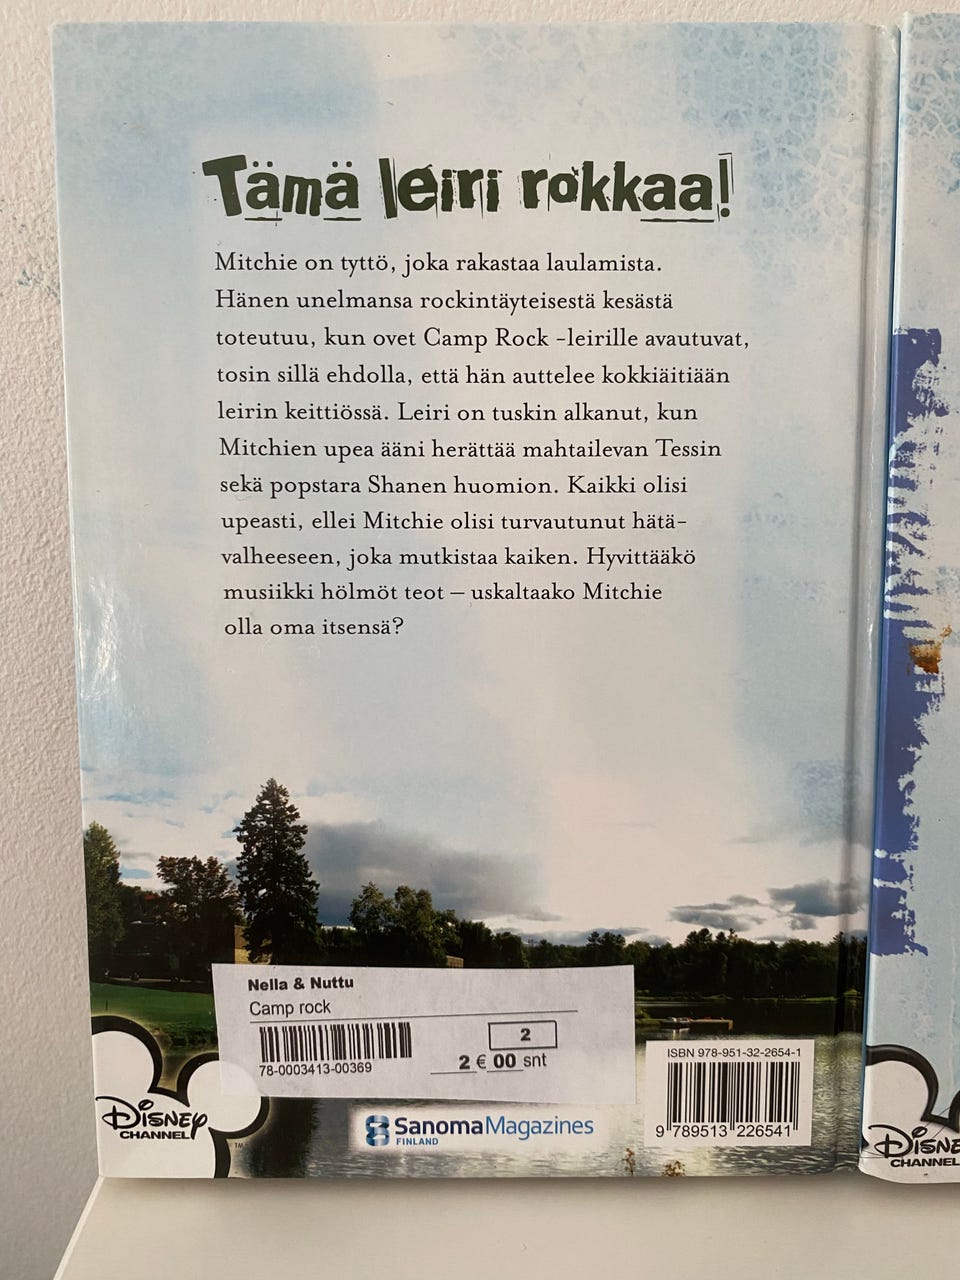 Tämä leiri rokkaa!
Mitchie on tyttö, joka rakastaa laulamista.
Hänen unelmansa rockintäyteisestä kesästä
toteutuu, kun ovet Camp Rock -leirille avautuvat,
tosin sillä ehdolla, että hän auttelee kokkiäitiään
leirin keittiössä. Leiri on tuskin alkanut, kun
Mitchien upea ääni herättää mahtailevan Tessin
sekä popstara Shanen huomion. Kaikki olisi
upeasti, ellei Mitchie olisi turvautunut hätä-
valheeseen, joka mutkistaa kaiken. Hyvittääkö
musiikki hölmöt teot – uskaltaako Mitchie
olla oma itsensä?
Nella & Nuttu
Camp rock
2
78-0003413-00369
2 € 00 snt
ISBN 978-951-32-2654-1
9 789513 226541
Disney
CHANNEL
TM
SanomaMagazines
FINLAND
Disne
CHANNEL